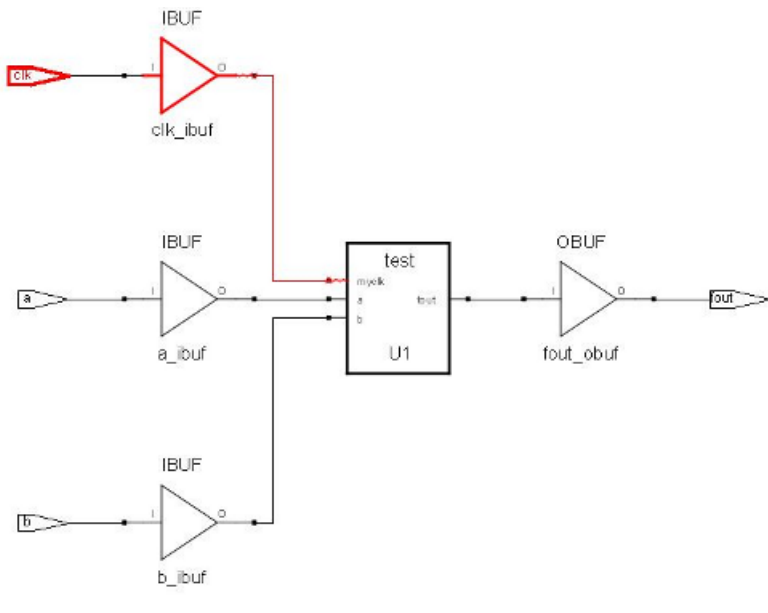 IBUF
clk
I
O
clk_ibuf
IBUF
a
I
O
a_ibuf
test
myclk
a
b
fout
U1
OBUF
I
O
fout_obuf
fout
IBUF
b
I
O
b_ibuf